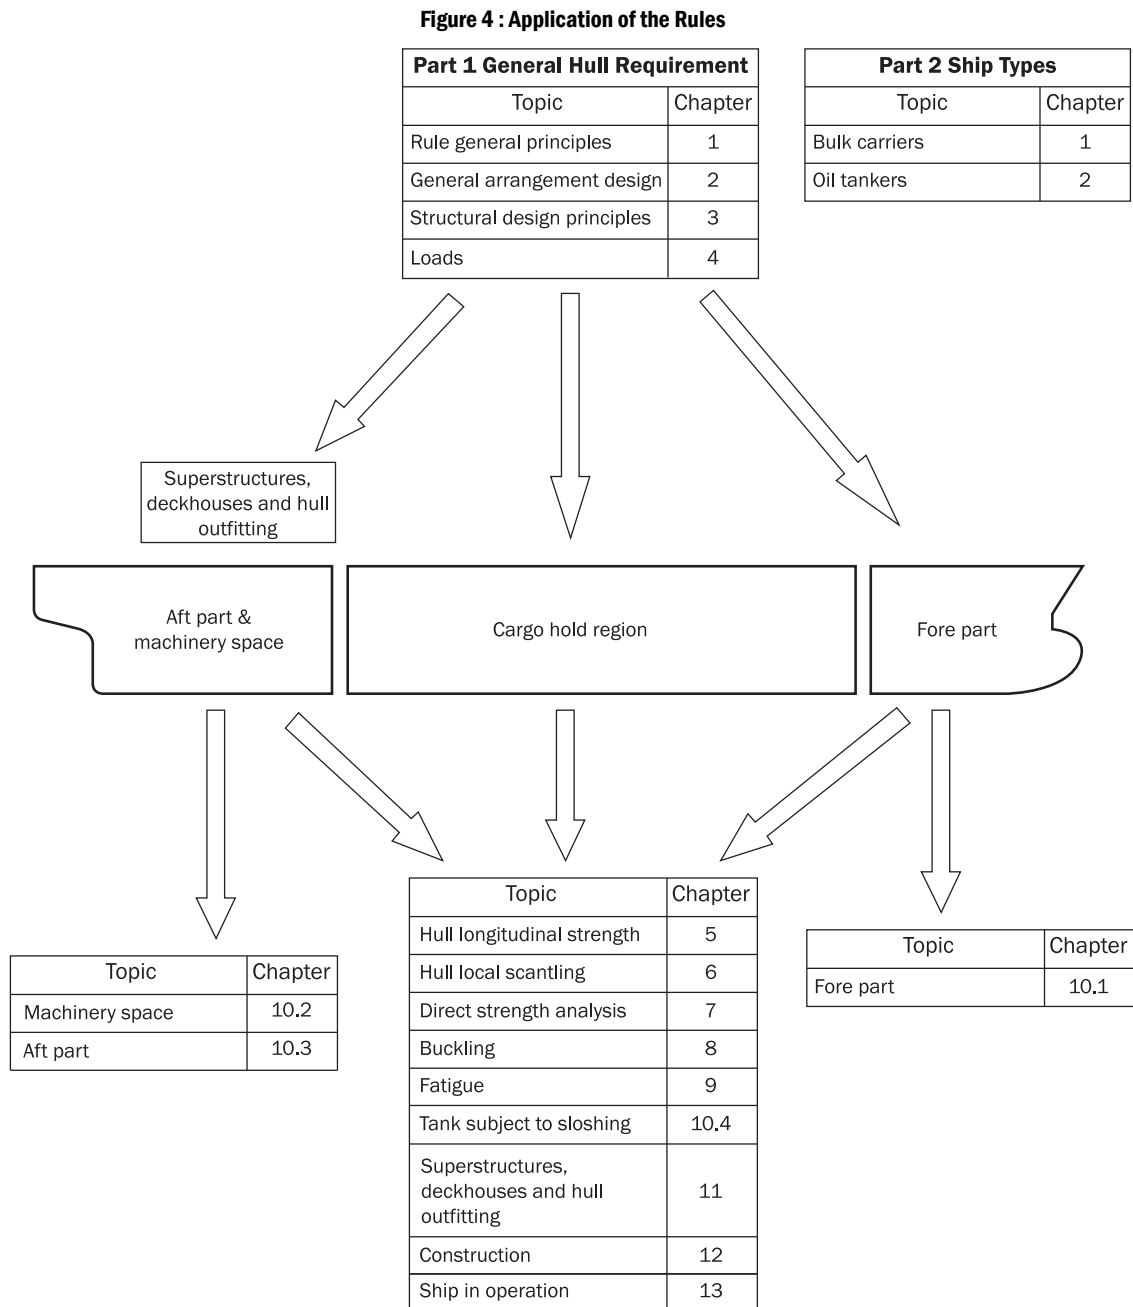 Figure 4 : Application of the Rules
Part 1 General Hull Requirement
Topic Chapter
Rule general principles 1
General arrangement design 2
Structural design principles 3
Loads 4
Part 2 Ship Types
Topic Chapter
Bulk carriers 1
Oil tankers 2
Superstructures,
deckhouses and hull
outfitting
Aft part &
machinery space
Cargo hold region
Fore part
Topic Chapter
Machinery space 10.2
Aft part 10.3
Topic Chapter
Hull longitudinal strength 5
Hull local scantling 6
Direct strength analysis 7
Buckling 8
Fatigue 9
Tank subject to sloshing 10.4
Superstructures,
deckhouses and hull 11
outfitting
Construction 12
Ship in operation 13
Topic Chapter
Fore part 10.1